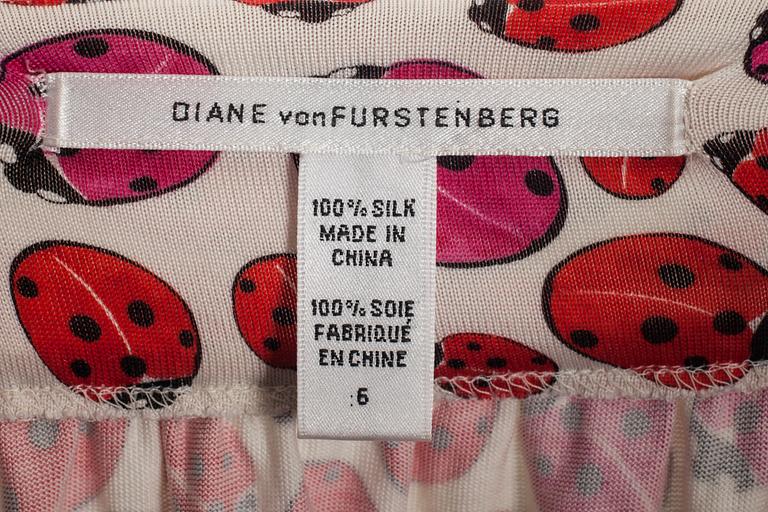 DIANE vonFURSTENBERG
100% SILK
MADE IN
CHINA
100% SOIE
FABRIQUÉ
EN CHINE
:6